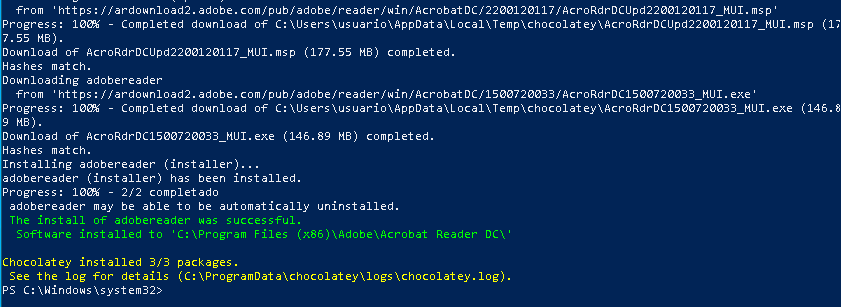 from 'https://ardownload2.adobe.com/pub/adobe/reader/win/AcrobatDC/2200120117/AcroRdrDCUpd2200120117_MUI.msp'
Progress: 100% - Completed download of C:\Users\usuario\AppData\Local\Temp\chocolatey\AcroRdrDCUpd2200120117_MUI.msp (17
7.55 MB).
Download of AcroRdrDCUpd2200120117_MUI.msp (177.55 MB) completed.
Hashes match.
Downloading adobereader
from 'https://ardownload2.adobe.com/pub/adobe/reader/win/AcrobatDC/1500720033/AcroRdrDC1500720033_MUI.exe'
Progress: 100% - Completed download of C:\Users\usuario\AppData\Local\Temp\chocolatey\AcroRdrDC1500720033_MUI.exe (146.8
9 MB).
Download of AcroRdrDC1500720033_MUI.exe (146.89 MB) completed.
Hashes match.
Installing adobereader (installer)...
adobereader (installer) has been installed.
Progress: 100% - 2/2 completado
adobereader may be able to be automatically uninstalled.
The install of adobereader was successful.
Software installed to 'C:\Program Files (x86)\Adobe\Acrobat Reader DC\'
Chocolatey installed 3/3 packages.
See the log for details (C:\ProgramData\chocolatey\logs\chocolatey.log).
PS C:\Windows\system32>